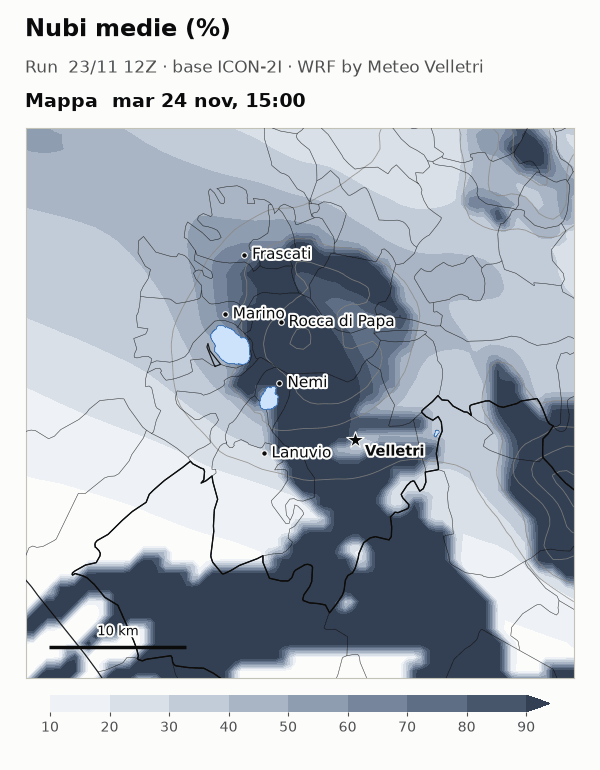 Nubi medie (%)
Run  23/11 12Z · base ICON-2I · WRF by Meteo Velletri
Mappa  mar 24 nov, 15:00
Frascati
Marino
Rocca di Papa
Nemi
Lanuvio
Velletri
10 km
10 20 30 40 50 60 70 80 90